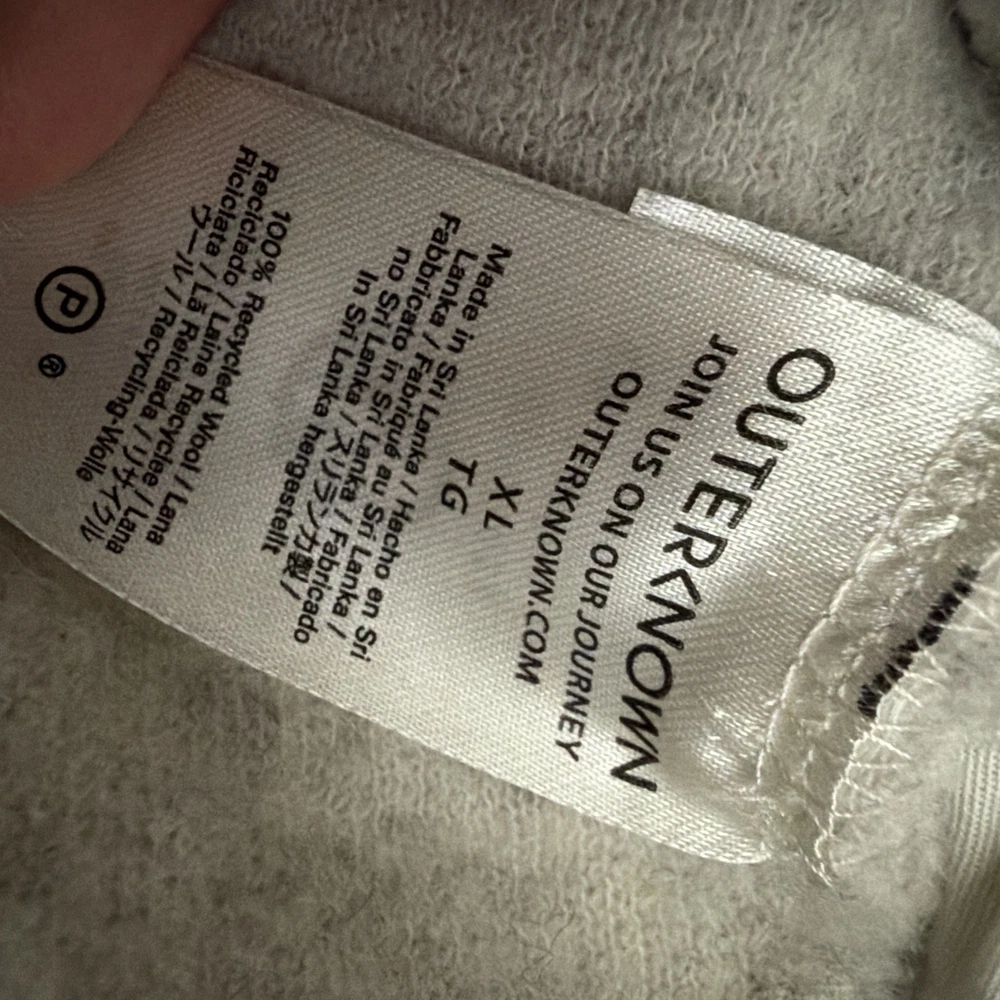 OUTERKNOWN
JOIN US ON OUR JOURNEY
OUTERKNOWN.COM
XL
TG
Made in Sri Lanka / Hecho en Sri
Lanka / Fabriqué au Sri Lanka /
Fabbricato in Sri Lanka / Fabricado
no Sri Lanka / スリランカ製 /
In Sri Lanka hergestellt
100% Recycled Wool / Lana
Reciclado / Laine Recyclée / Lana
Riciclata / Lã Reiclada / リサイクル
ウール / Recycling-Wolle
P
®